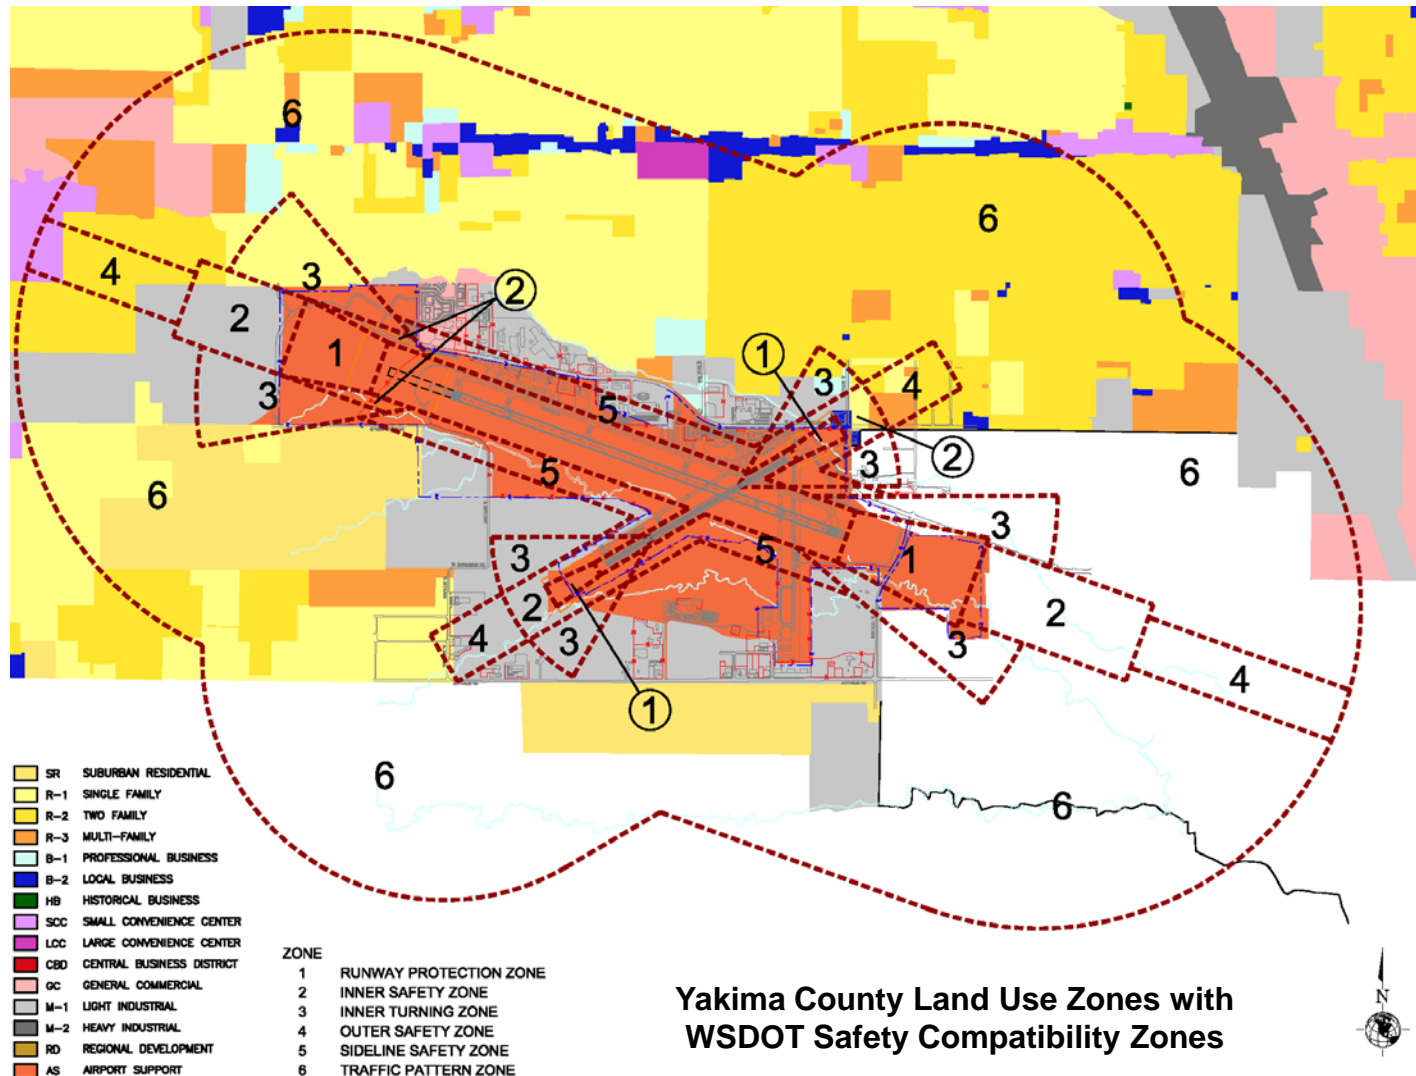 6
6
4
3
2
2
1
1
3
4
3
5
3
2
6
5
6
3
3
5
1
2
2
3
4
3
4
1
6
6
SR SUBURBAN RESIDENTIAL
R-1 SINGLE FAMILY
R-2 TWO FAMILY
R-3 MULTI-FAMILY
B-1 PROFESSIONAL BUSINESS
B-2 LOCAL BUSINESS
HB HISTORICAL BUSINESS
SCC SMALL CONVENIENCE CENTER
LCC LARGE CONVENIENCE CENTER
CBD CENTRAL BUSINESS DISTRICT
GC GENERAL COMMERCIAL
M-1 LIGHT INDUSTRIAL
M-2 HEAVY INDUSTRIAL
RD REGIONAL DEVELOPMENT
AS AIRPORT SUPPORT
ZONE
1 RUNWAY PROTECTION ZONE
2 INNER SAFETY ZONE
3 INNER TURNING ZONE
4 OUTER SAFETY ZONE
5 SIDELINE SAFETY ZONE
6 TRAFFIC PATTERN ZONE
Yakima County Land Use Zones with
WSDOT Safety Compatibility Zones
N